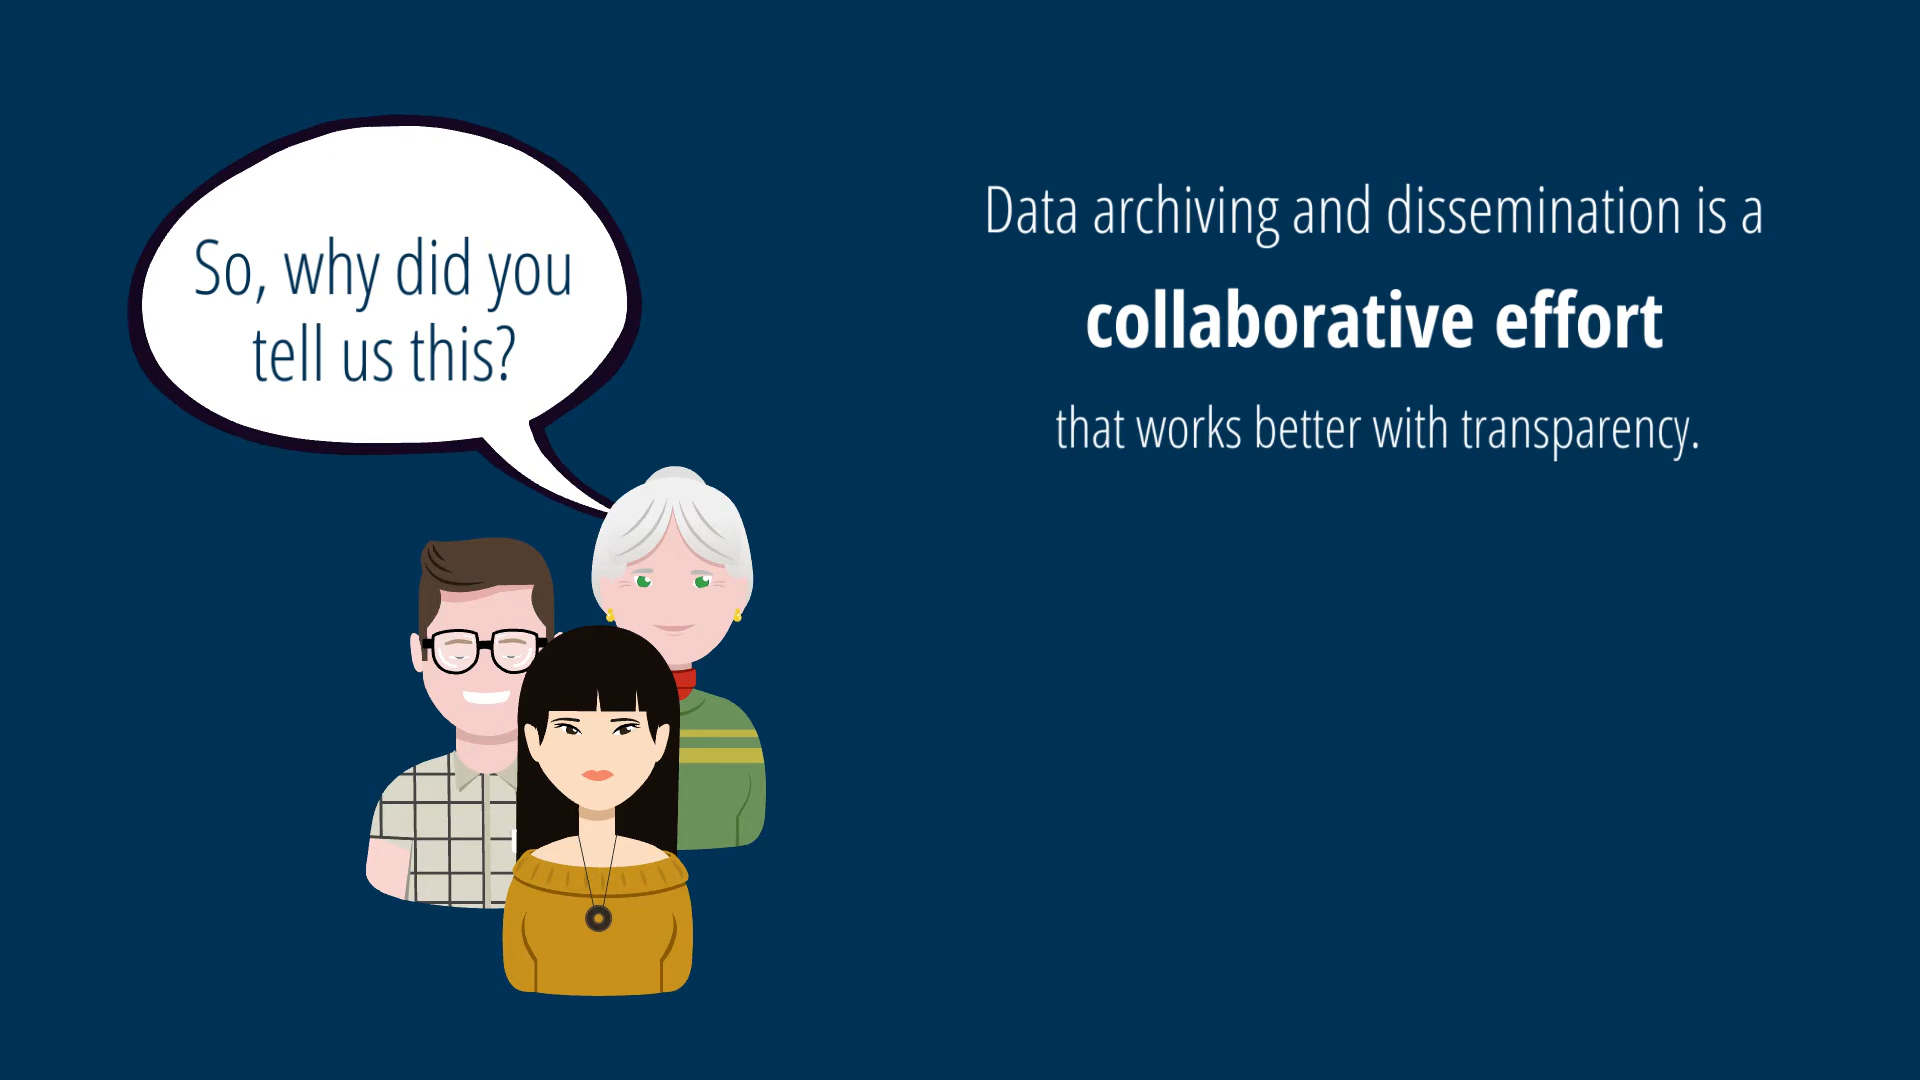 So, why did you
tell us this?
Data archiving and dissemination is a
collaborative effort
that works better with transparency.